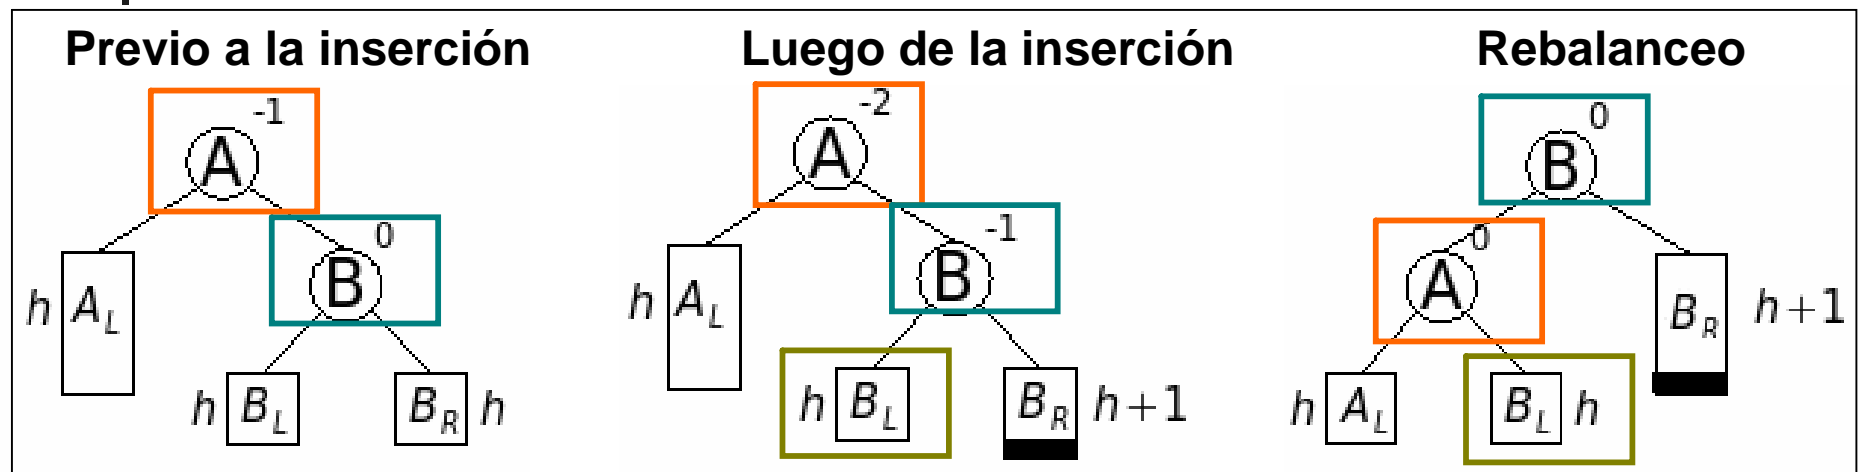 Previo a la inserción Luego de la inserción Rebalanceo
-1 -2 0
A A B
0 -1 0
B B A
h A_L h A_L B_R h+1
h B_L B_R h h B_L B_R h+1 h A_L B_L h